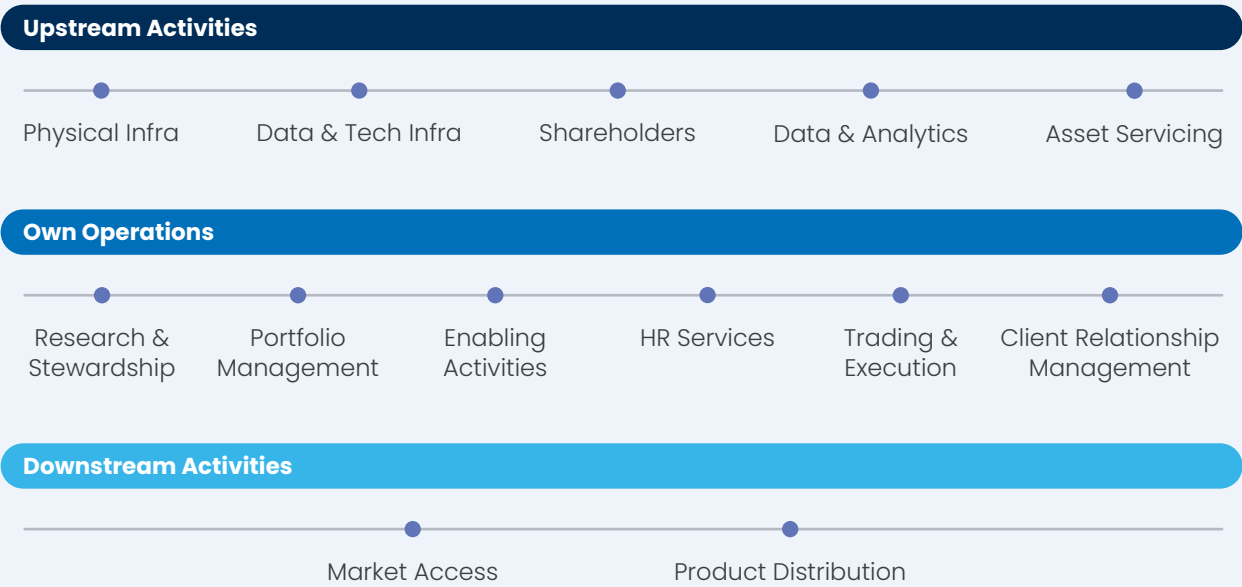 Upstream Activities
Physical Infra
Data & Tech Infra
Shareholders
Data & Analytics
Asset Servicing
Own Operations
Research &
Stewardship
Portfolio
Management
Enabling
Activities
HR Services
Trading &
Execution
Client Relationship
Management
Downstream Activities
Market Access
Product Distribution